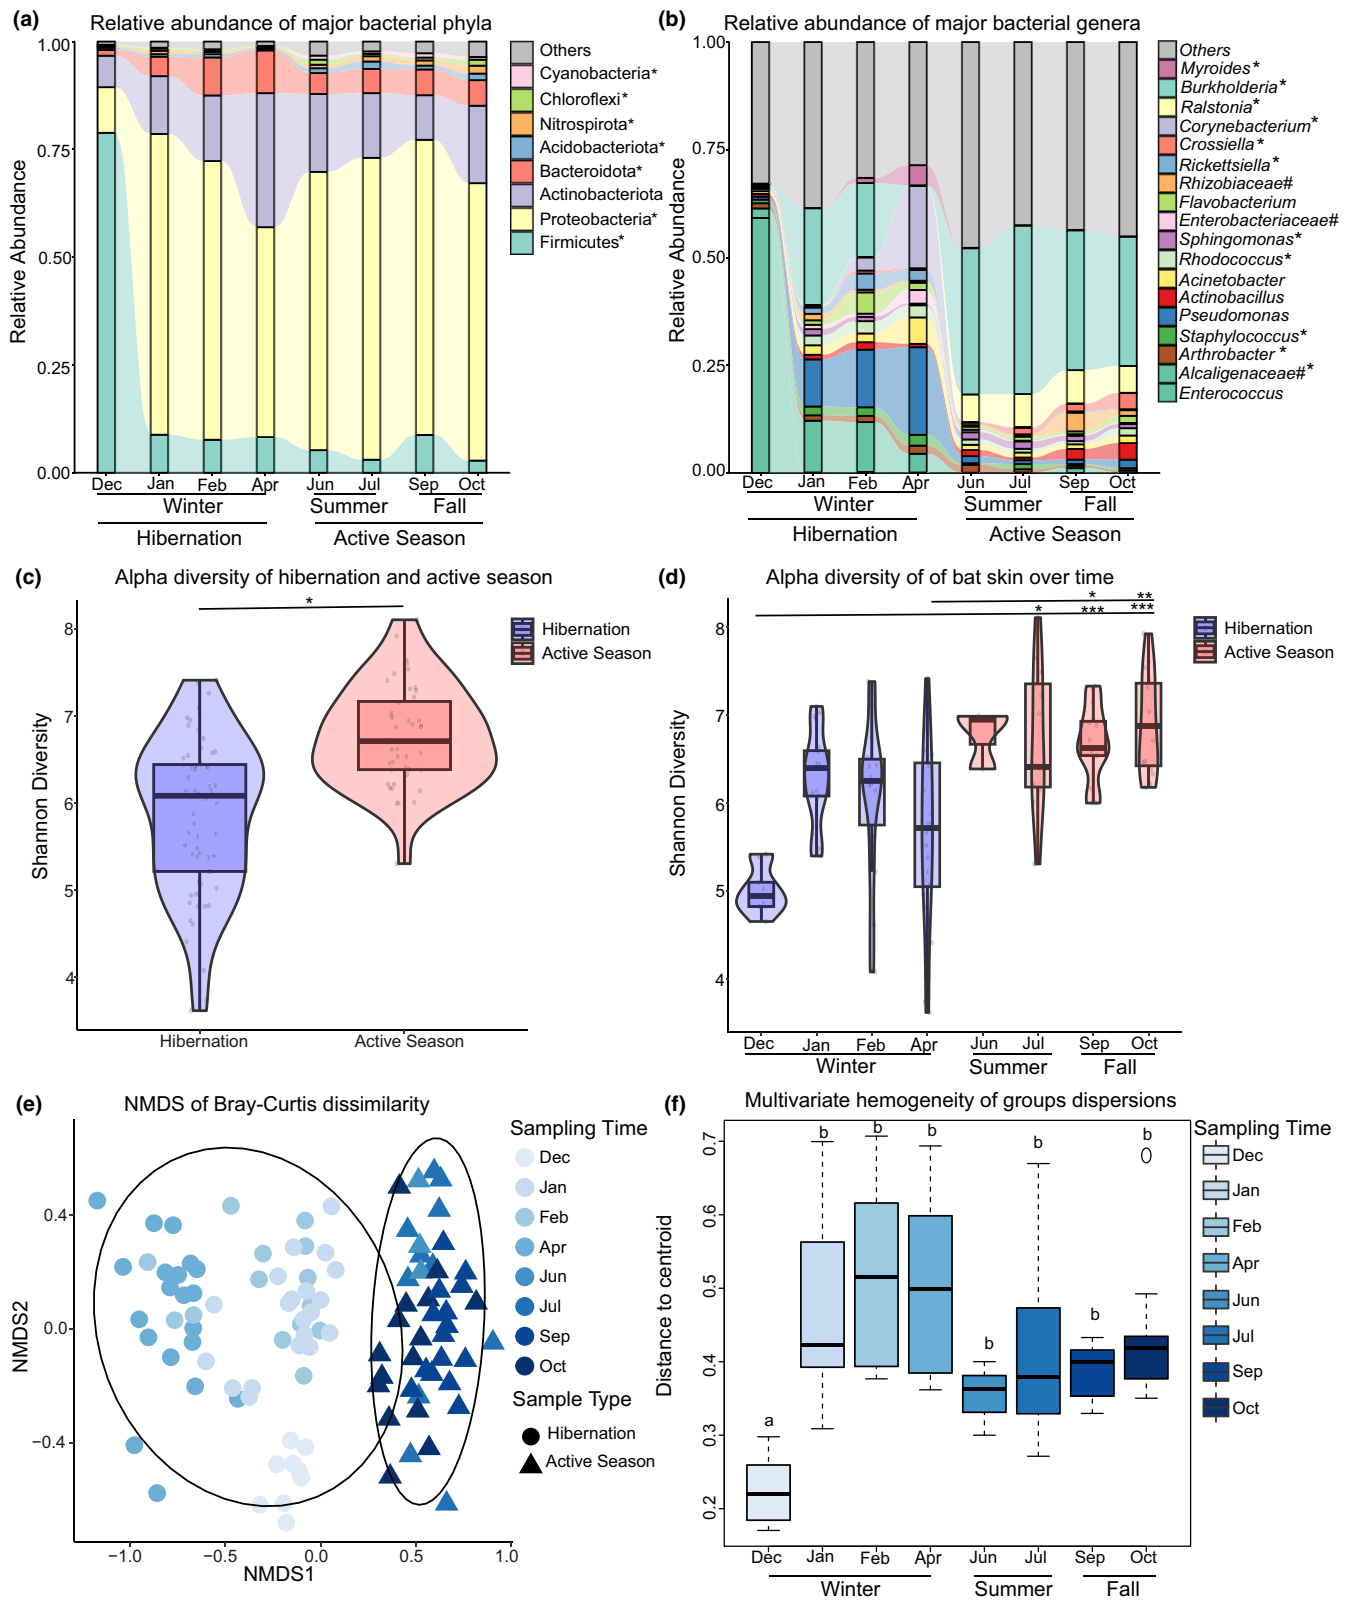 (a) Relative abundance of major bacterial phyla
Relative Abundance
1.00
0.75
0.50
0.25
0.00
Dec Jan Feb Apr Jun Jul Sep Oct
Winter Summer Fall
Hibernation Active Season
Others
Cyanobacteria*
Chloroflexi*
Nitrospirota*
Acidobacteriota*
Bacteroidota*
Actinobacteriota
Proteobacteria*
Firmicutes*
(b) Relative abundance of major bacterial genera
Relative Abundance
1.00
0.75
0.50
0.25
0.00
Dec Jan Feb Apr Jun Jul Sep Oct
Winter Summer Fall
Hibernation Active Season
Others
Myroides*
Burkholderia*
Ralstonia*
Corynebacterium*
Crossiella*
Rickettsiella*
Rhizobiaceae#
Flavobacterium
Enterobacteriaceae#
Sphingomonas*
Rhodococcus*
Acinetobacter
Actinobacillus
Pseudomonas
Staphylococcus*
Arthrobacter *
Alcaligenaceae#*
Enterococcus
(c) Alpha diversity of hibernation and active season
*
Shannon Diversity
8
7
6
5
4
Hibernation Active Season
Hibernation
Active Season
(d) Alpha diversity of of bat skin over time
* **
* *** ***
Shannon Diversity
8
7
6
5
4
Dec Jan Feb Apr Jun Jul Sep Oct
Winter Summer Fall
Hibernation
Active Season
(e) NMDS of Bray-Curtis dissimilarity
NMDS2
0.4
0.0
−0.4
−1.0 −0.5 0.0 0.5 1.0
NMDS1
Sampling Time
Dec
Jan
Feb
Apr
Jun
Jul
Sep
Oct
Sample Type
Hibernation
Active Season
(f) Multivariate hemogeneity of groups dispersions
Distance to centroid
0.7
0.6
0.5
0.4
0.3
0.2
a b b b b b b b
Dec Jan Feb Apr Jun Jul Sep Oct
Winter Summer Fall
Sampling Time
Dec
Jan
Feb
Apr
Jun
Jul
Sep
Oct